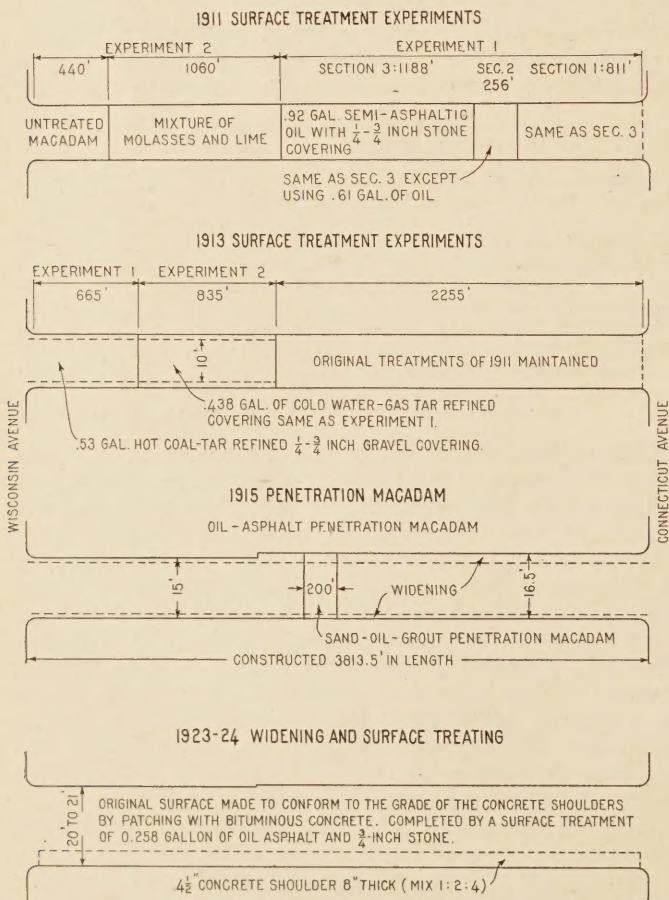 1911 SURFACE TREATMENT EXPERIMENTS
EXPERIMENT 2
EXPERIMENT 1
440'
1060'
SECTION 3:1188'
SEC.2
256'
SECTION 1:811'
UNTREATED
MACADAM
MIXTURE OF
MOLASSES AND LIME
.92 GAL. SEMI-ASPHALTIC
OIL WITH 1/4-3/4 INCH STONE
COVERING
SAME AS SEC. 3
SAME AS SEC. 3 EXCEPT
USING .61 GAL. OF OIL
1913 SURFACE TREATMENT EXPERIMENTS
EXPERIMENT 1
EXPERIMENT 2
665'
835'
2255'
10'
ORIGINAL TREATMENTS OF 1911 MAINTAINED
.438 GAL. OF COLD WATER-GAS TAR REFINED
COVERING SAME AS EXPERIMENT 1.
.53 GAL. HOT COAL-TAR REFINED 1/4-3/4 INCH GRAVEL COVERING.
WISCONSIN AVENUE
CONNECTICUT AVENUE
1915 PENETRATION MACADAM
OIL-ASPHALT PENETRATION MACADAM
15'
200'
WIDENING
16.5'
SAND-OIL-GROUT PENETRATION MACADAM
CONSTRUCTED 3813.5' IN LENGTH
1923-24 WIDENING AND SURFACE TREATING
20' TO 21'
ORIGINAL SURFACE MADE TO CONFORM TO THE GRADE OF THE CONCRETE SHOULDERS
BY PATCHING WITH BITUMINOUS CONCRETE. COMPLETED BY A SURFACE TREATMENT
OF 0.258 GALLON OF OIL ASPHALT AND 3/4-INCH STONE.
4 1/2" CONCRETE SHOULDER 8" THICK (MIX 1:2:4)